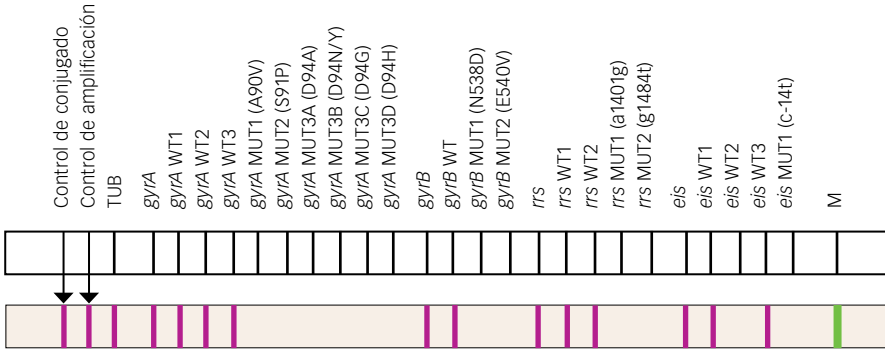 Control de conjugado
Control de amplificación
TUB
gyrA
gyrA WT1
gyrA WT2
gyrA WT3
gyrA MUT1 (A90V)
gyrA MUT2 (S91P)
gyrA MUT3A (D94A)
gyrA MUT3B (D94N/Y)
gyrA MUT3C (D94G)
gyrA MUT3D (D94H)
gyrB
gyrB WT
gyrB MUT1 (N538D)
gyrB MUT2 (E540V)
rrs
rrs WT1
rrs WT2
rrs MUT1 (a1401g)
rrs MUT2 (g1484t)
eis
eis WT1
eis WT2
eis WT3
eis MUT1 (c-14t)
M